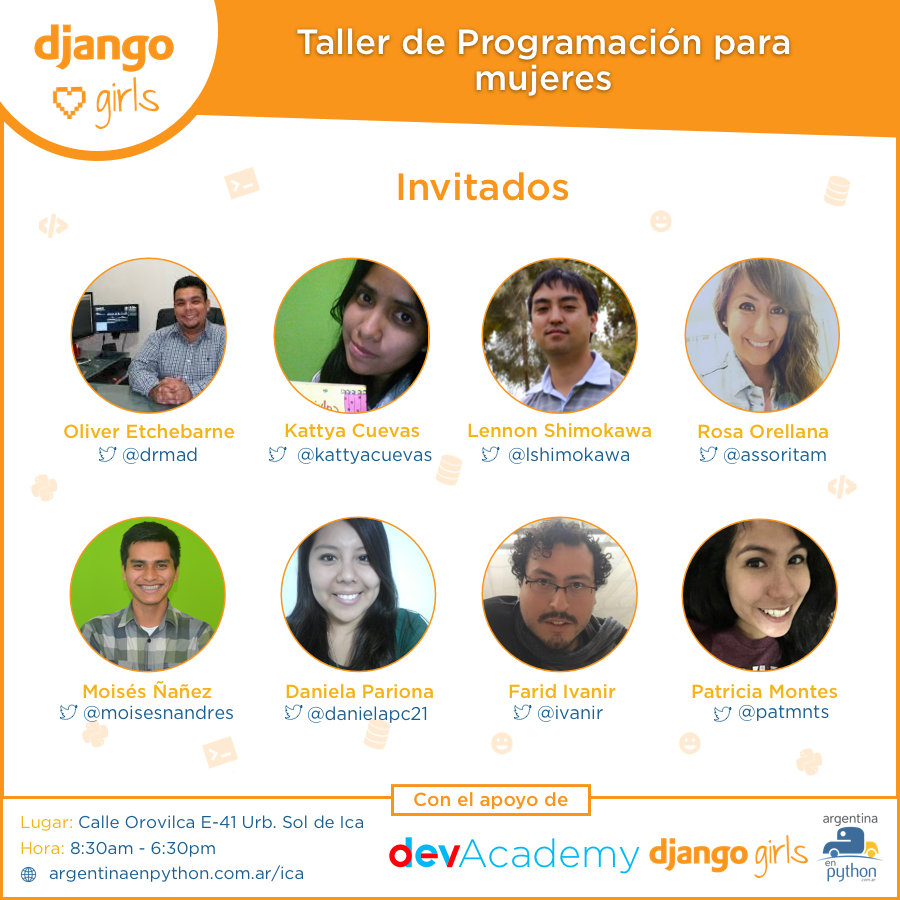 django
girls
Taller de Programación para
mujeres
Invitados
Oliver Etchebarne
@drmad
Kattya Cuevas
@kattyacuevas
Lennon Shimokawa
@lshimokawa
Rosa Orellana
@assoritam
Moisés Ñañez
@moisesnandres
Daniela Pariona
@danielapc21
Farid Ivanir
@ivanir
Patricia Montes
@patmnts
Con el apoyo de
Lugar: Calle Orovilca E-41 Urb. Sol de Ica
Hora: 8:30am - 6:30pm
argentinaenpython.com.ar/ica
devAcademy
django girls
argentina
en
python
.com.ar